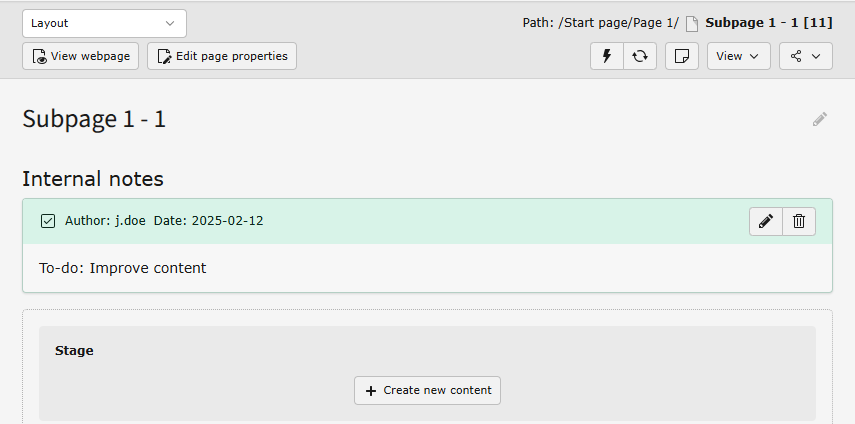 Layout
Path: /Start page/Page 1/ Subpage 1 - 1 [11]
View webpage
Edit page properties
View
Subpage 1 - 1
Internal notes
Author: j.doe Date: 2025-02-12
To-do: Improve content
Stage
Create new content